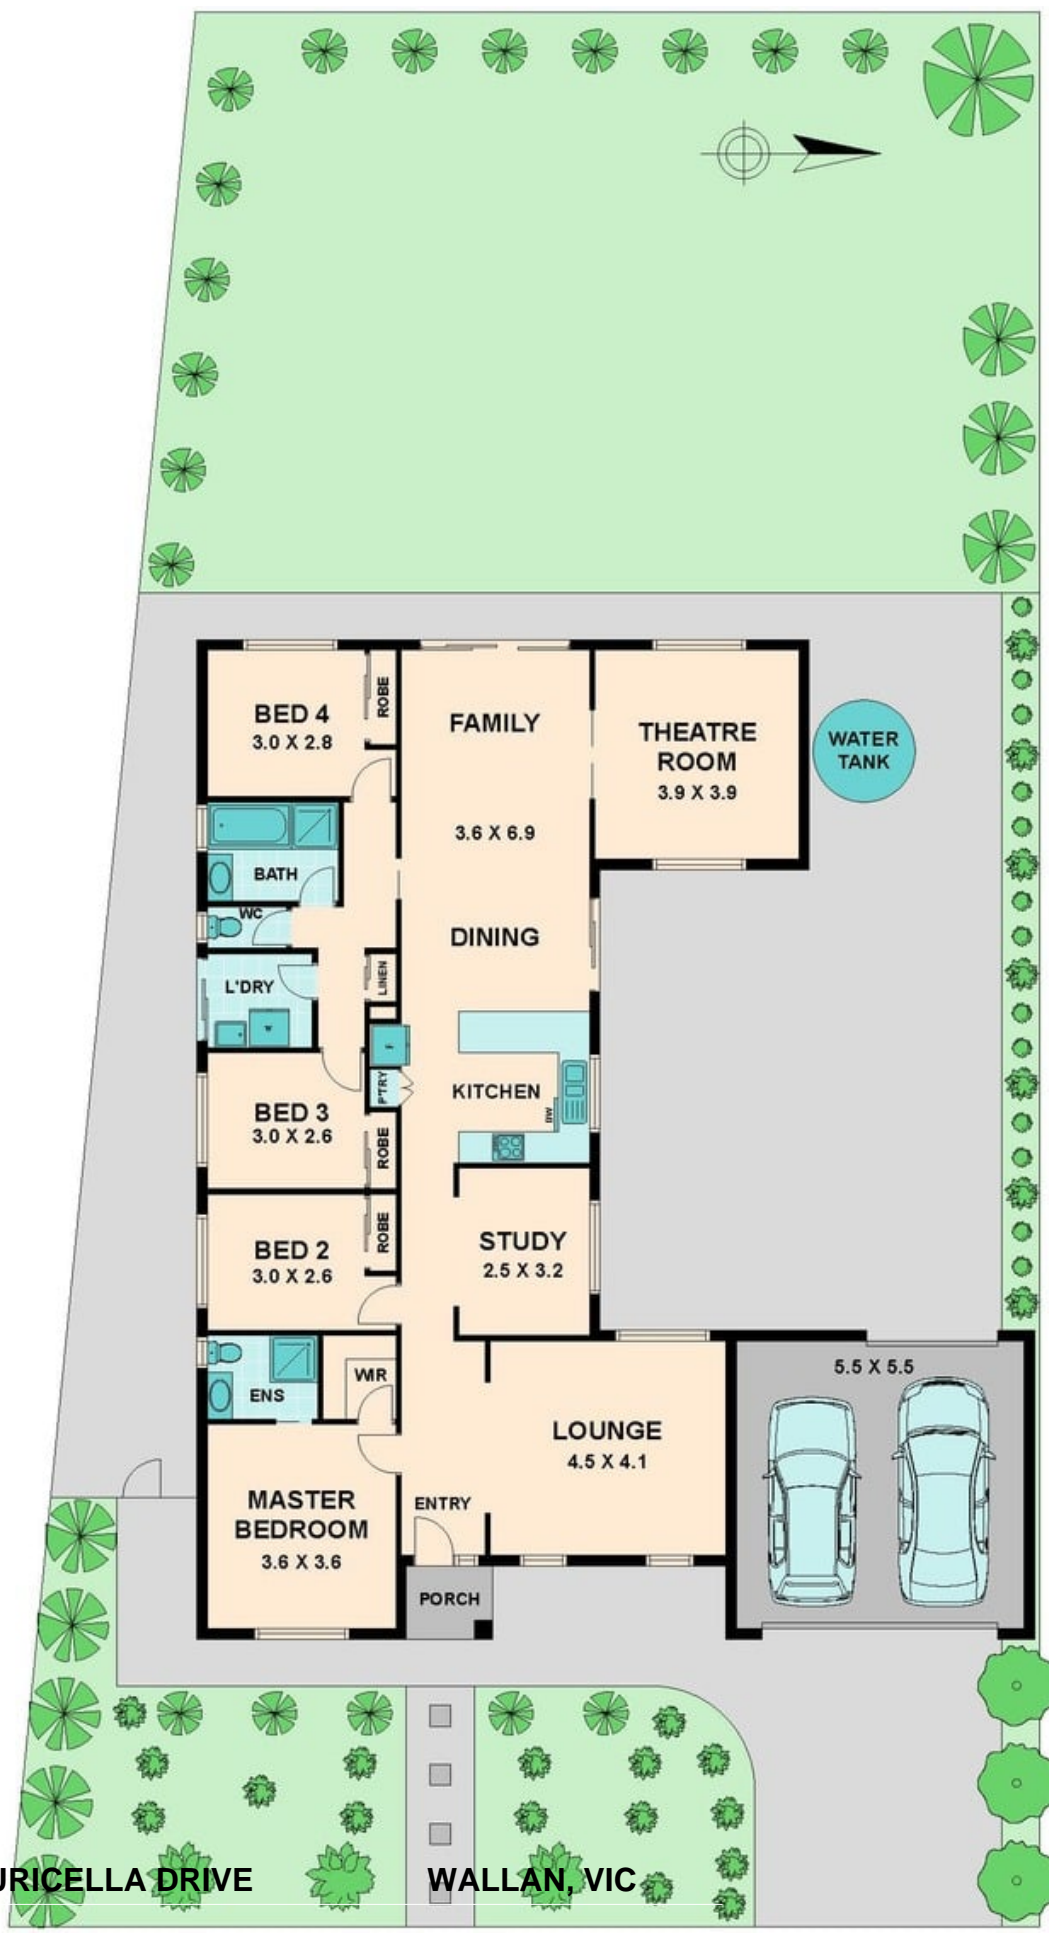 BED 4
3.0 X 2.8
ROBE
FAMILY
3.6 X 6.9
THEATRE
ROOM
3.9 X 3.9
WATER
TANK
BATH
WC
DINING
L'DRY
LINEN
W
F
P'TRY
KITCHEN
DW
BED 3
3.0 X 2.6
ROBE
BED 2
3.0 X 2.6
ROBE
STUDY
2.5 X 3.2
ENS
WIR
LOUNGE
4.5 X 4.1
5.5 X 5.5
MASTER
BEDROOM
3.6 X 3.6
ENTRY
PORCH
DRIVE WALLAN, VIC